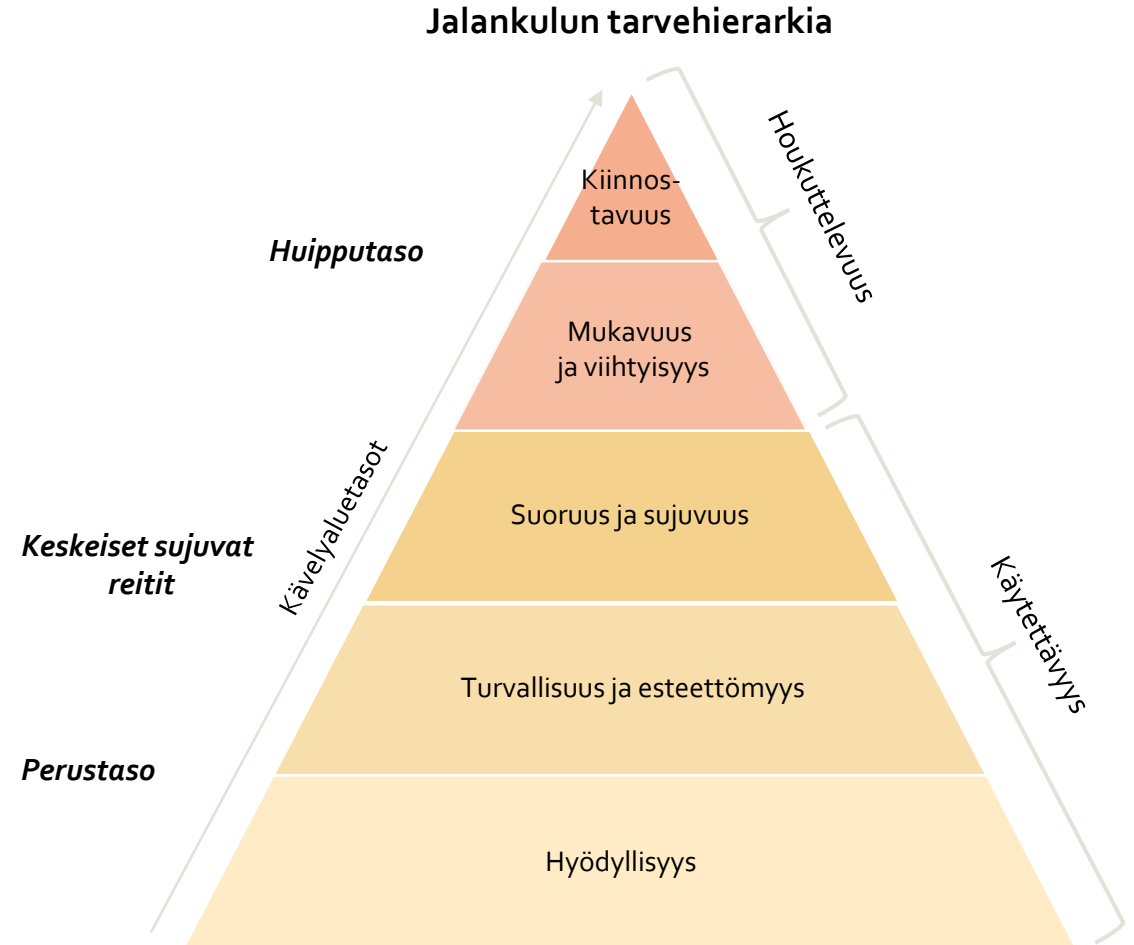 Jalankulun tarvehierarkia
Kiinnos-
tavuus
Houkuttelevuus
Huipputaso
Mukavuus
ja viihtyisyys
Kävelyaluetasot
Suoruus ja sujuvuus
Keskeiset sujuvat
reitit
Käytettävyys
Turvallisuus ja esteettömyys
Perustaso
Hyödyllisyys